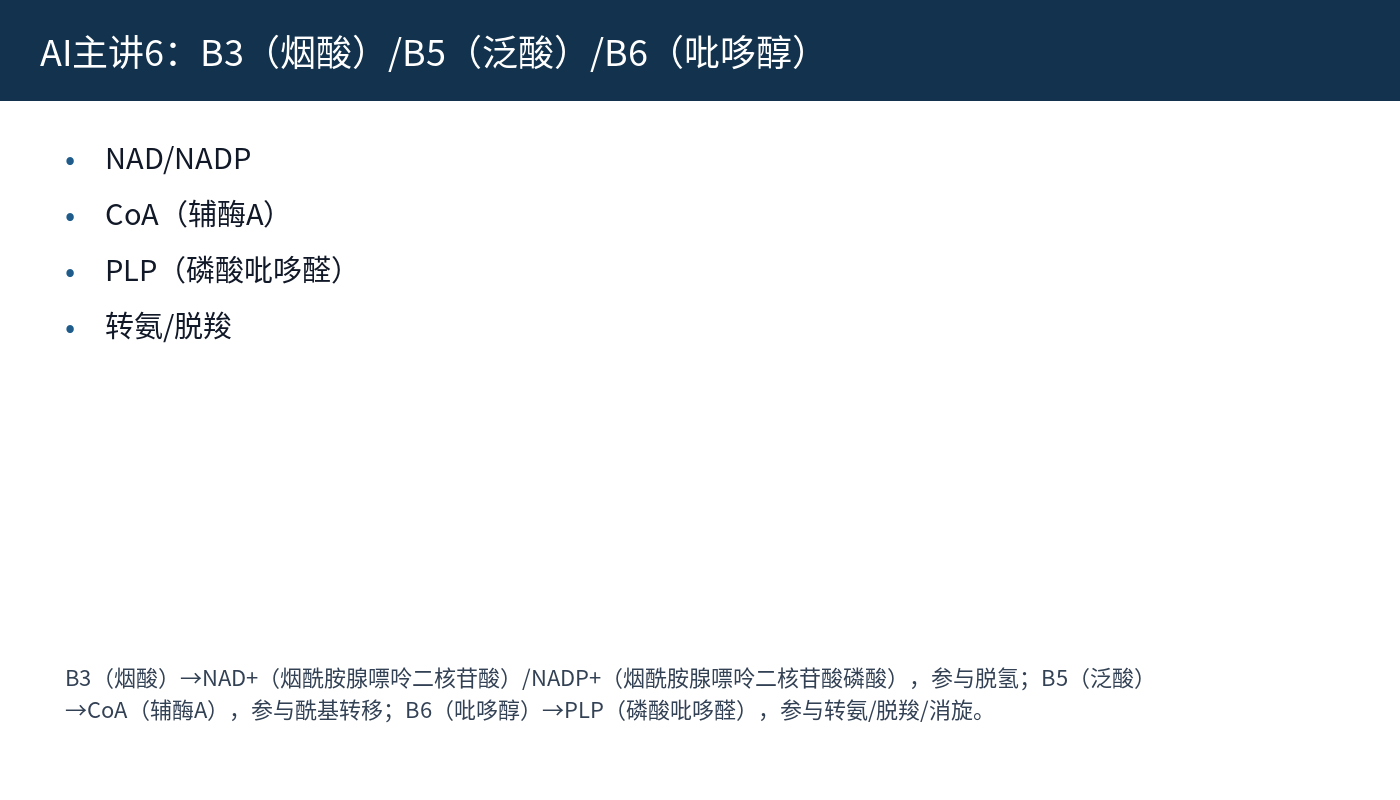 AI主讲6：B3（烟酸）/B5（泛酸）/B6（吡哆醇）
• NAD/NADP
• CoA（辅酶A）
• PLP（磷酸吡哆醛）
• 转氨/脱羧
B3（烟酸）→NAD+（烟酰胺腺嘌呤二核苷酸）/NADP+（烟酰胺腺嘌呤二核苷酸磷酸），参与脱氢；B5（泛酸）
→CoA（辅酶A），参与酰基转移；B6（吡哆醇）→PLP（磷酸吡哆醛），参与转氨/脱羧/消旋。